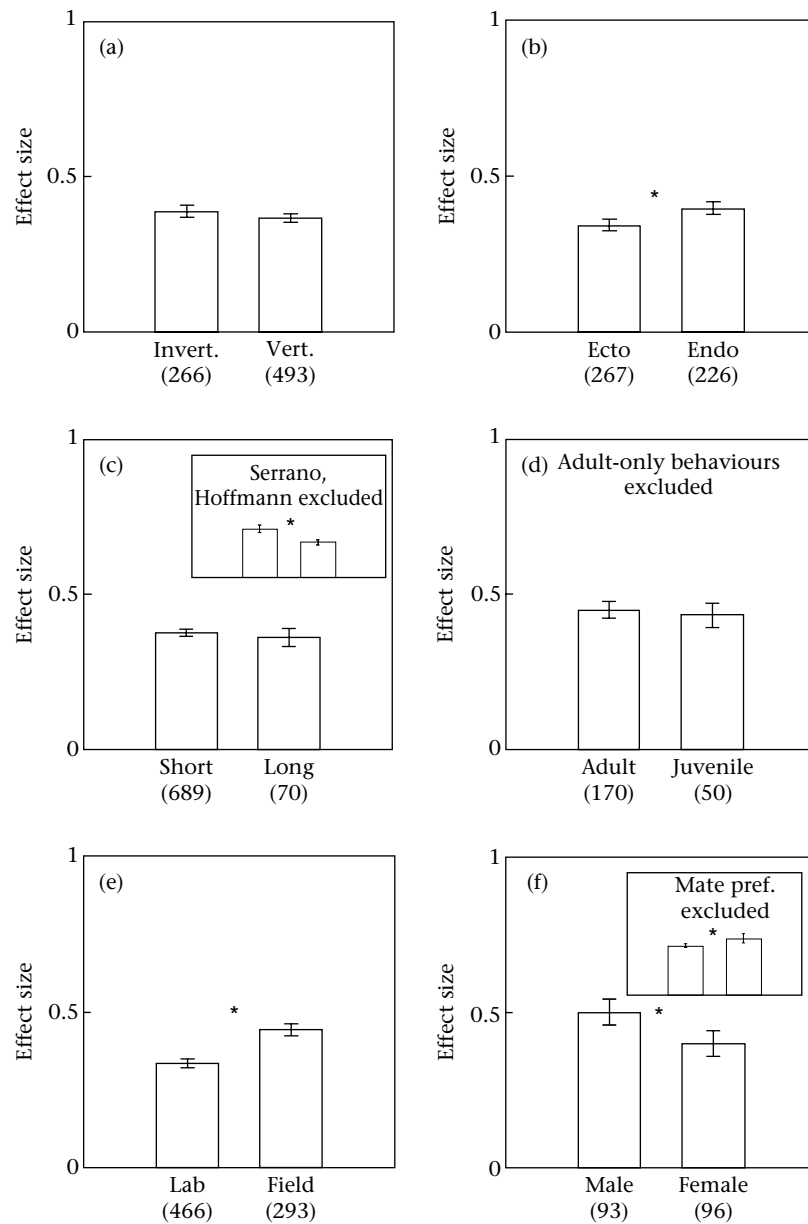 1
(a)
Effect size
0.5
0
Invert. Vert.
(266) (493)
1
(b)
Effect size
0.5
*
0
Ecto Endo
(267) (226)
1
(c)
Serrano,
Hoffmann excluded
*
Effect size
0.5
0
Short Long
(689) (70)
1
(d) Adult-only behaviours
excluded
Effect size
0.5
0
Adult Juvenile
(170) (50)
1
(e)
Effect size
0.5
*
0
Lab Field
(466) (293)
1
(f)
Mate pref.
excluded
*
Effect size
0.5
*
0
Male Female
(93) (96)